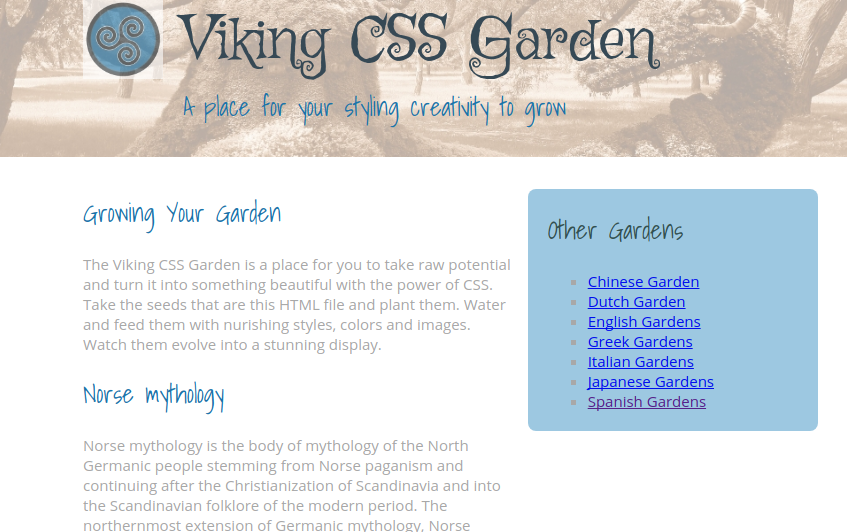 Viking CSS Garden
A place for your styling creativity to grow
Growing Your Garden
The Viking CSS Garden is a place for you to take raw potential
and turn it into something beautiful with the power of CSS.
Take the seeds that are this HTML file and plant them. Water
and feed them with nurishing styles, colors and images.
Watch them evolve into a stunning display.
Norse mythology
Norse mythology is the body of mythology of the North
Germanic people stemming from Norse paganism and
continuing after the Christianization of Scandinavia and into
the Scandinavian folklore of the modern period. The
northernmost extension of Germanic mythology, Norse
Other Gardens
Chinese Garden
Dutch Garden
English Gardens
Greek Gardens
Italian Gardens
Japanese Gardens
Spanish Gardens